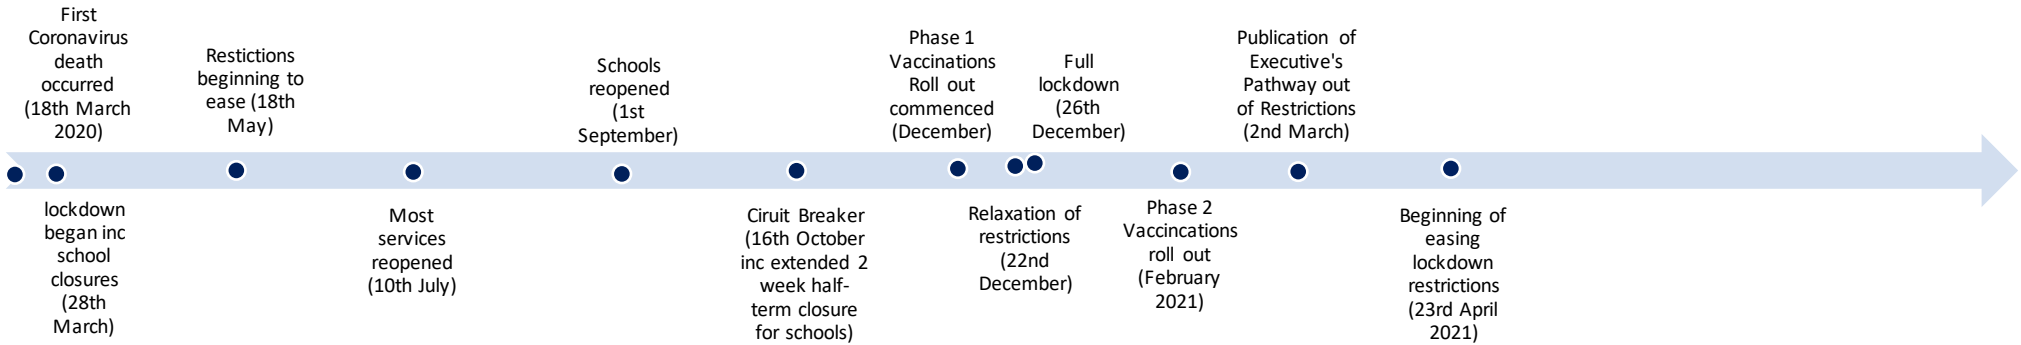 First
Coronavirus
death
occurred
(18th March
2020)
lockdown
began inc
school
closures
(28th
March)
Restictions
beginning to
ease (18th
May)
Most
services
reopened
(10th July)
Schools
reopened
(1st
September)
Ciruit Breaker
(16th October
inc extended 2
week half-
term closure
for schools)
Phase 1
Vaccinations
Roll out
commenced
(December)
Relaxation of
restrictions
(22nd
December)
Full
lockdown
(26th
December)
Phase 2
Vaccincations
roll out
(February
2021)
Publication of
Executive's
Pathway out
of Restrictions
(2nd March)
Beginning of
easing
lockdown
restrictions
(23rd April
2021)